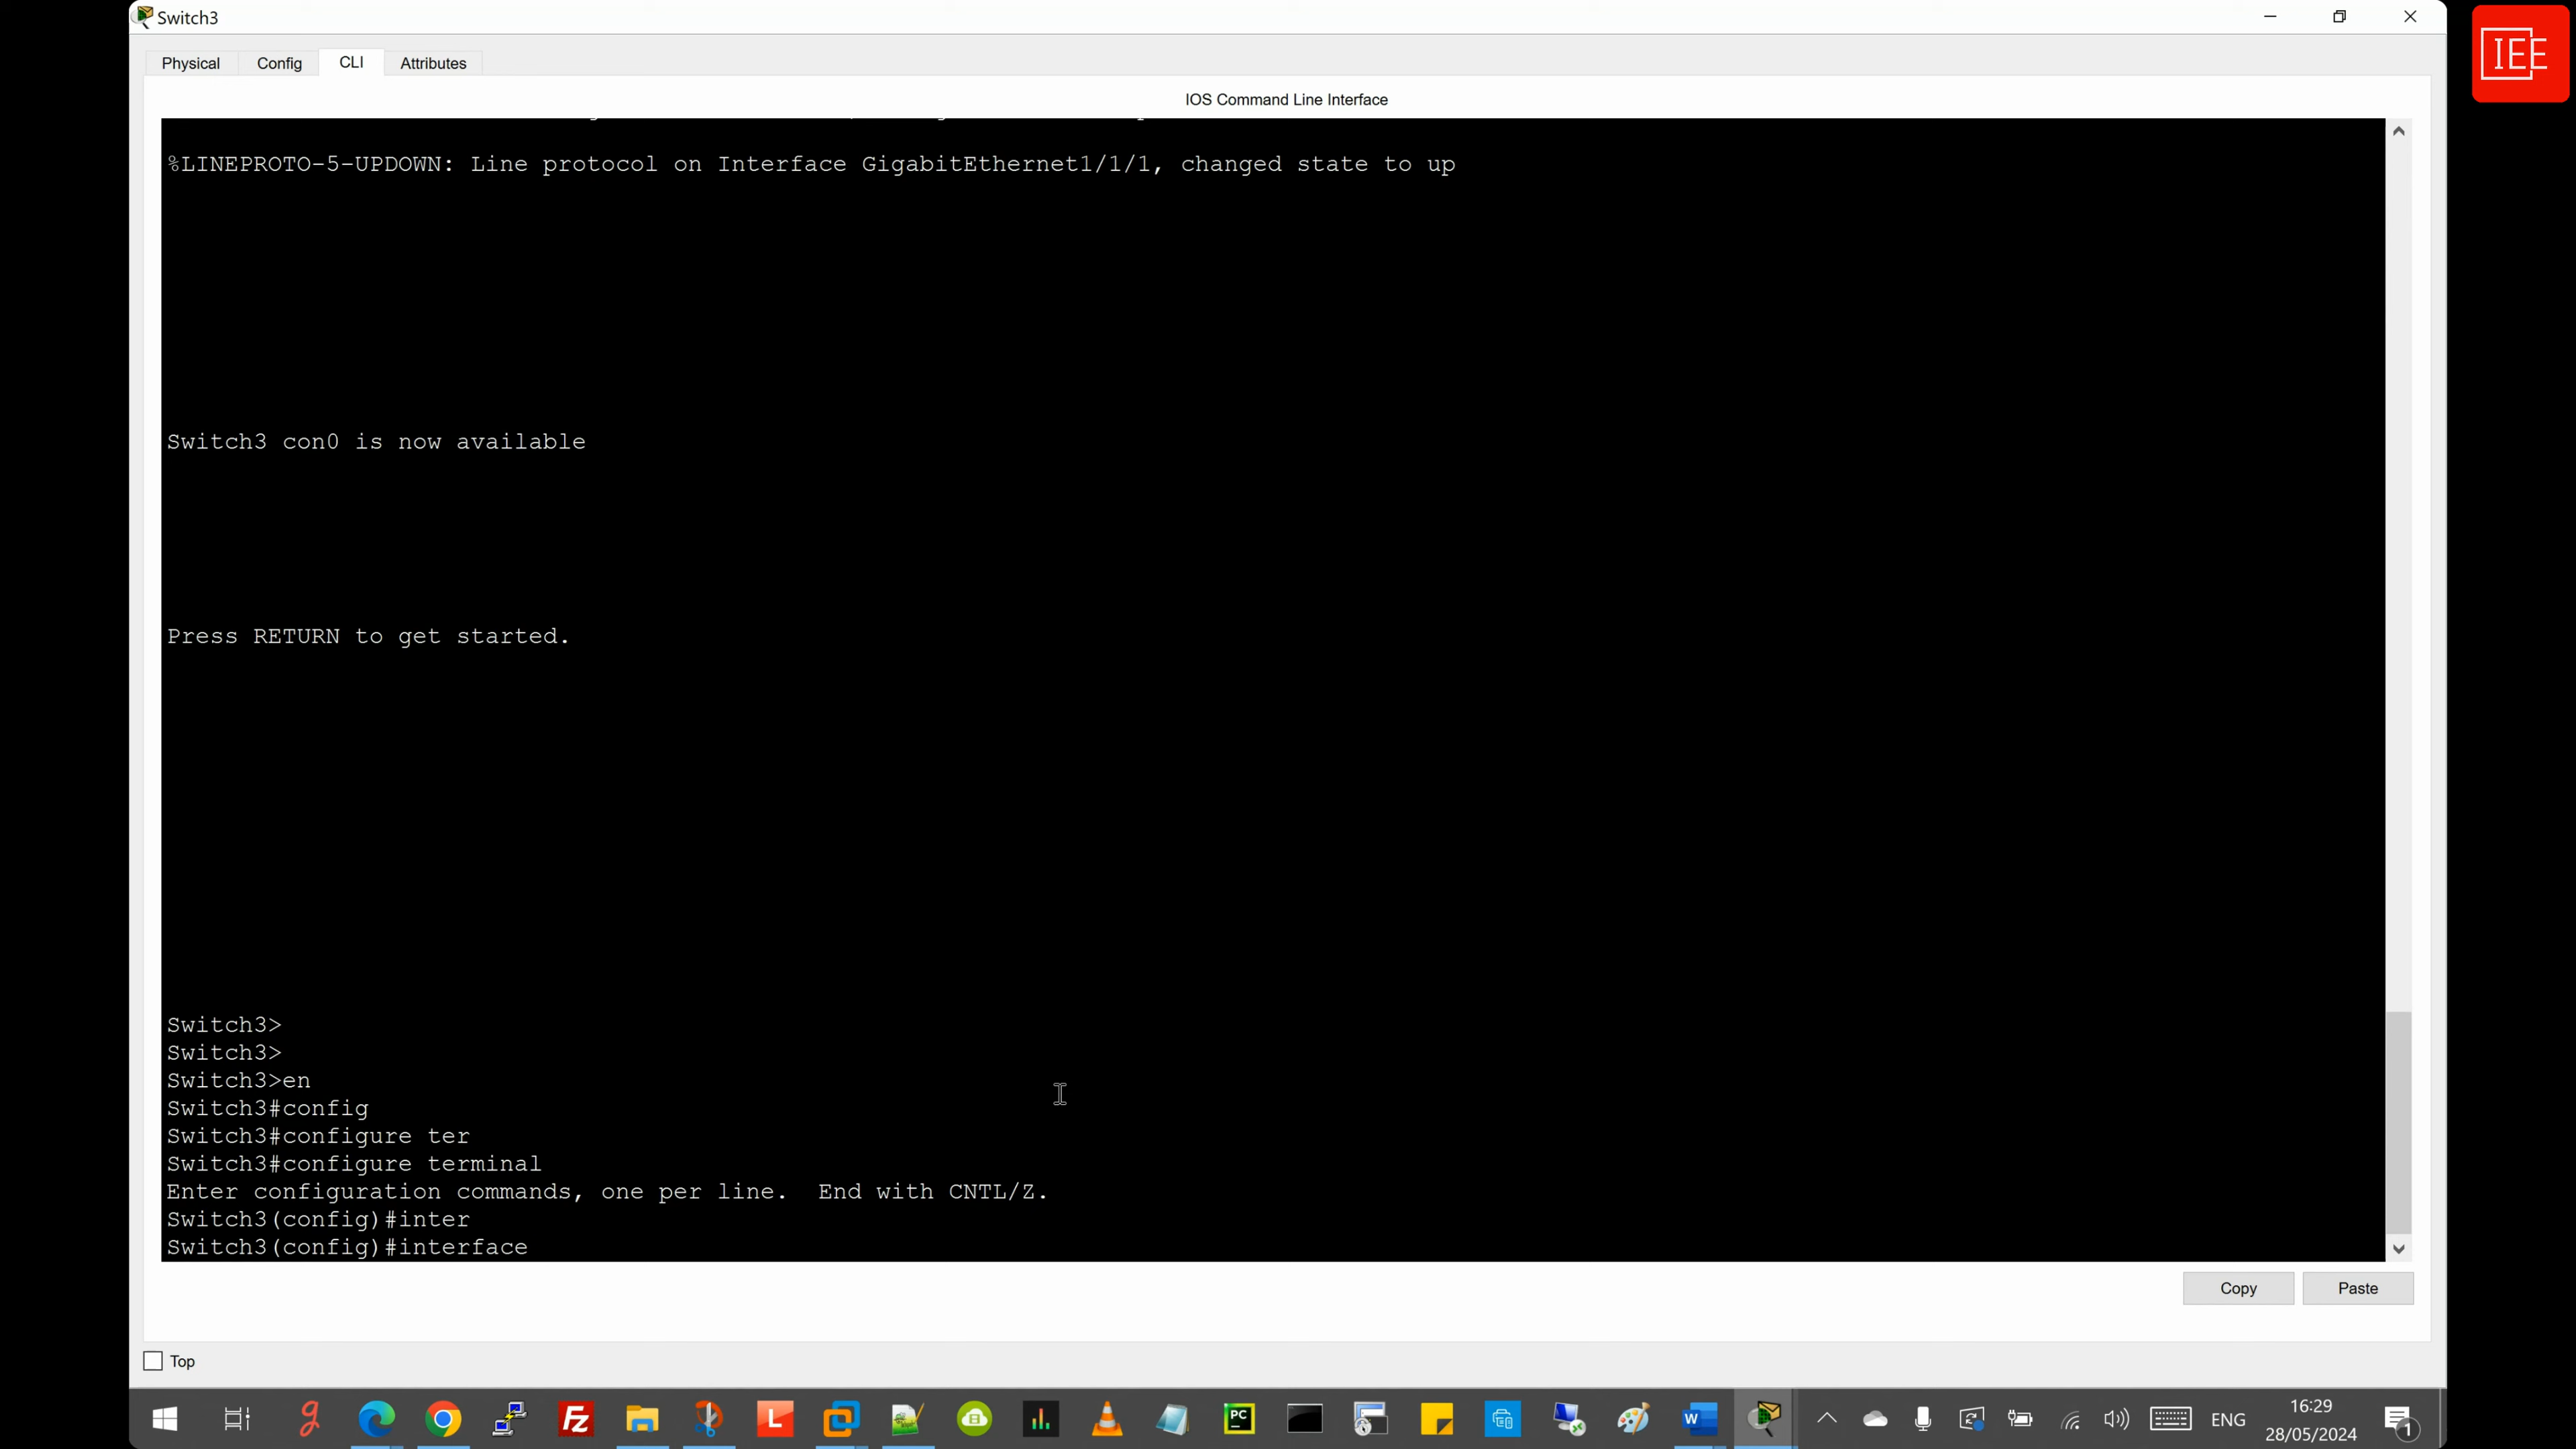 Switch3
IEE
Physical Config CLI Attributes
IOS Command Line Interface
%LINEPROTO-5-UPDOWN: Line protocol on Interface GigabitEthernet1/1/1, changed state to up
Switch3 con0 is now available
Press RETURN to get started.
Switch3>
Switch3>
Switch3>en
Switch3#config
Switch3#configure ter
Switch3#configure terminal
Enter configuration commands, one per line.  End with CNTL/Z.
Switch3(config)#inter
Switch3(config)#interface
Copy Paste
Top
ENG
16:29
28/05/2024